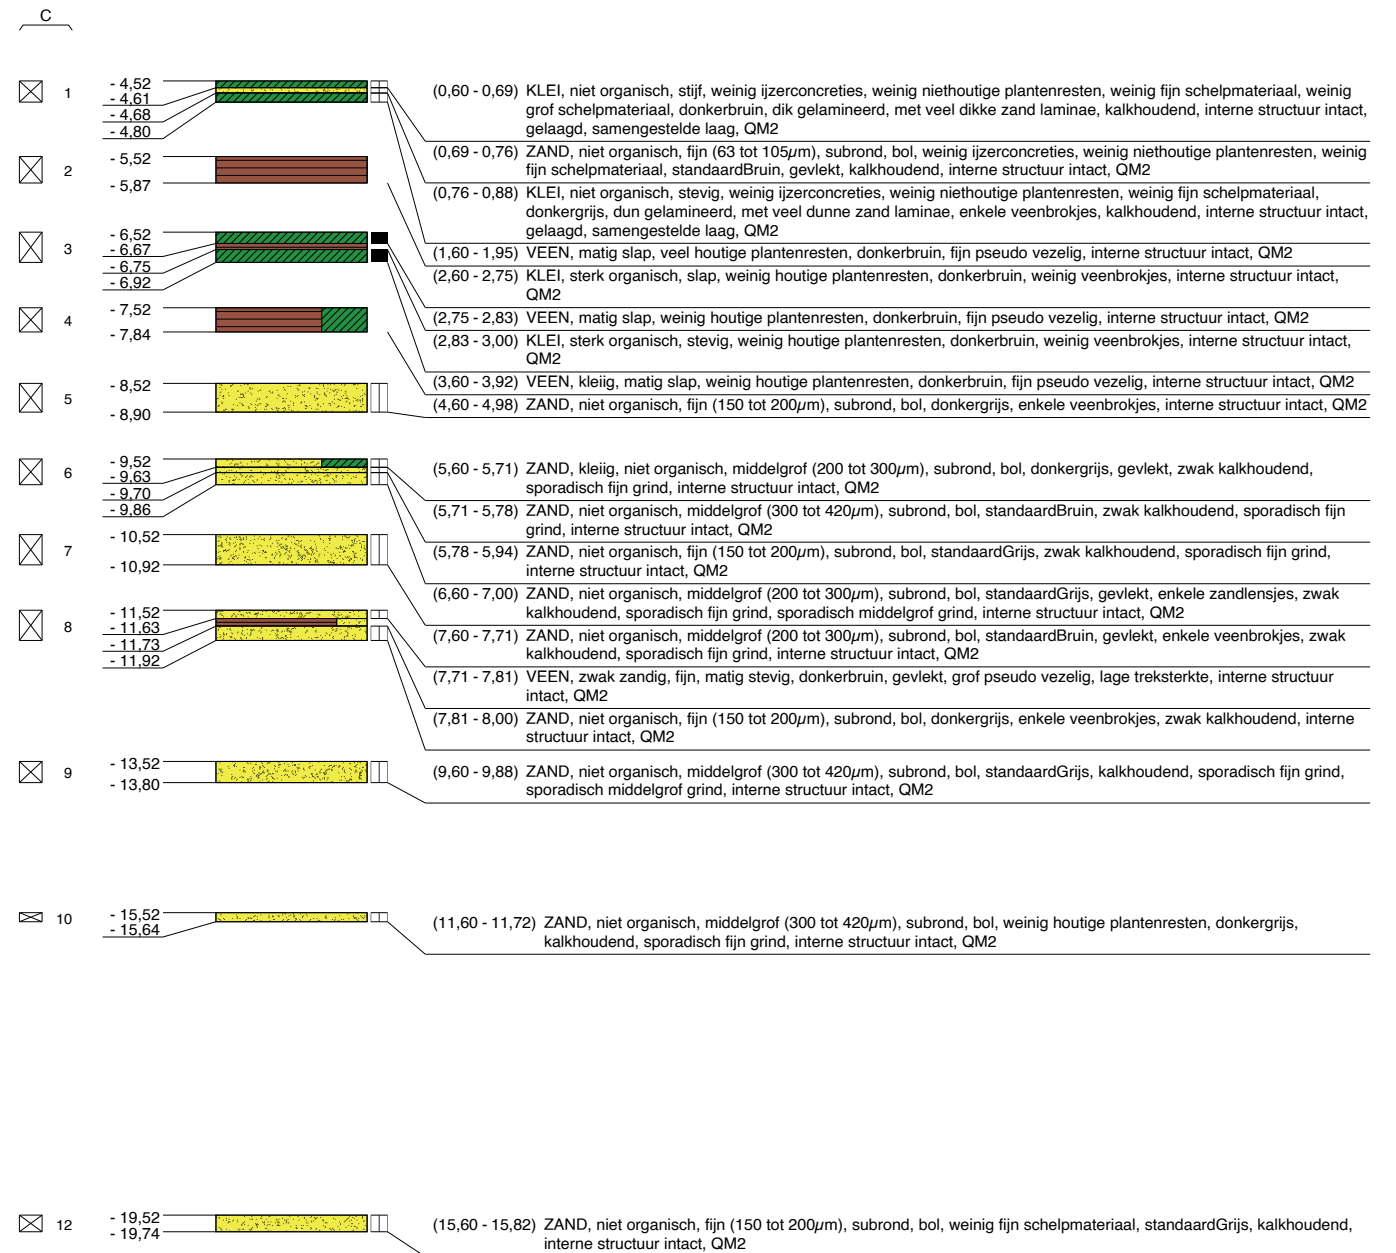 C
1
- 4,52
- 4,61
- 4,68
- 4,80
(0,60 - 0,69) KLEI, niet organisch, stijf, weinig ijzerconcreties, weinig niethoutige plantenresten, weinig fijn schelpmateriaal, weinig
grof schelpmateriaal, donkerbruin, dik gelamineerd, met veel dikke zand laminae, kalkhoudend, interne structuur intact,
gelaagd, samengestelde laag, QM2
(0,69 - 0,76) ZAND, niet organisch, fijn (63 tot 105µm), subrond, bol, weinig ijzerconcreties, weinig niethoutige plantenresten, weinig
fijn schelpmateriaal, standaardBruin, gevlekt, kalkhoudend, interne structuur intact, QM2
2
- 5,52
- 5,87
(0,76 - 0,88) KLEI, niet organisch, stevig, weinig ijzerconcreties, weinig niethoutige plantenresten, weinig fijn schelpmateriaal,
donkergrijs, dun gelamineerd, met veel dunne zand laminae, enkele veenbrokjes, kalkhoudend, interne structuur intact,
gelaagd, samengestelde laag, QM2
3
- 6,52
- 6,67
- 6,75
- 6,92
(1,60 - 1,95) VEEN, matig slap, veel houtige plantenresten, donkerbruin, fijn pseudo vezelig, interne structuur intact, QM2
(2,60 - 2,75) KLEI, sterk organisch, slap, weinig houtige plantenresten, donkerbruin, weinig veenbrokjes, interne structuur intact,
QM2
4
- 7,52
- 7,84
(2,75 - 2,83) VEEN, matig slap, weinig houtige plantenresten, donkerbruin, fijn pseudo vezelig, interne structuur intact, QM2
(2,83 - 3,00) KLEI, sterk organisch, stevig, weinig houtige plantenresten, donkerbruin, weinig veenbrokjes, interne structuur intact,
QM2
(3,60 - 3,92) VEEN, kleiig, matig slap, weinig houtige plantenresten, donkerbruin, fijn pseudo vezelig, interne structuur intact, QM2
5
- 8,52
- 8,90
(4,60 - 4,98) ZAND, niet organisch, fijn (150 tot 200µm), subrond, bol, donkergrijs, enkele veenbrokjes, interne structuur intact, QM2
6
- 9,52
- 9,63
- 9,70
- 9,86
(5,60 - 5,71) ZAND, kleiig, niet organisch, middelgrof (200 tot 300µm), subrond, bol, donkergrijs, gevlekt, zwak kalkhoudend,
sporadisch fijn grind, interne structuur intact, QM2
(5,71 - 5,78) ZAND, niet organisch, middelgrof (300 tot 420µm), subrond, bol, standaardBruin, zwak kalkhoudend, sporadisch fijn
grind, interne structuur intact, QM2
7
- 10,52
- 10,92
(5,78 - 5,94) ZAND, niet organisch, fijn (150 tot 200µm), subrond, bol, standaardGrijs, zwak kalkhoudend, sporadisch fijn grind,
interne structuur intact, QM2
(6,60 - 7,00) ZAND, niet organisch, middelgrof (200 tot 300µm), subrond, bol, standaardGrijs, gevlekt, enkele zandlensjes, zwak
kalkhoudend, sporadisch fijn grind, sporadisch middelgrof grind, interne structuur intact, QM2
8
- 11,52
- 11,63
- 11,73
- 11,92
(7,60 - 7,71) ZAND, niet organisch, middelgrof (200 tot 300µm), subrond, bol, standaardBruin, gevlekt, enkele veenbrokjes, zwak
kalkhoudend, sporadisch fijn grind, interne structuur intact, QM2
(7,71 - 7,81) VEEN, zwak zandig, fijn, matig stevig, donkerbruin, gevlekt, grof pseudo vezelig, lage treksterkte, interne structuur
intact, QM2
(7,81 - 8,00) ZAND, niet organisch, fijn (150 tot 200µm), subrond, bol, donkergrijs, enkele veenbrokjes, zwak kalkhoudend, interne
structuur intact, QM2
9
- 13,52
- 13,80
(9,60 - 9,88) ZAND, niet organisch, middelgrof (300 tot 420µm), subrond, bol, standaardGrijs, kalkhoudend, sporadisch fijn grind,
sporadisch middelgrof grind, interne structuur intact, QM2
10
- 15,52
- 15,64
(11,60 - 11,72) ZAND, niet organisch, middelgrof (300 tot 420µm), subrond, bol, weinig houtige plantenresten, donkergrijs,
kalkhoudend, sporadisch fijn grind, interne structuur intact, QM2
12
- 19,52
- 19,74
(15,60 - 15,82) ZAND, niet organisch, fijn (150 tot 200µm), subrond, bol, weinig fijn schelpmateriaal, standaardGrijs, kalkhoudend,
interne structuur intact, QM2